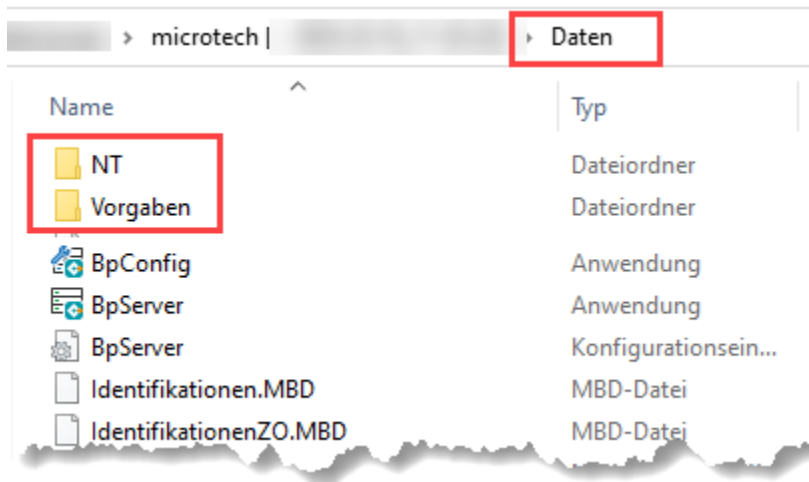 microtech | > Daten
Name Typ
NT Dateiordner
Vorgaben Dateiordner
BpConfig Anwendung
BpServer Anwendung
BpServer Konfigurationsein...
Identifikationen.MBD MBD-Datei
IdentifikationenZO.MBD MBD-Datei